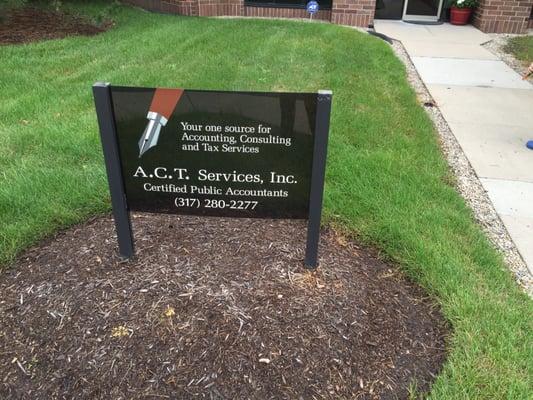 Your one source for
Accounting, Consulting
and Tax Services
A.C.T. Services, Inc.
Certified Public Accountants
(317) 280-2277